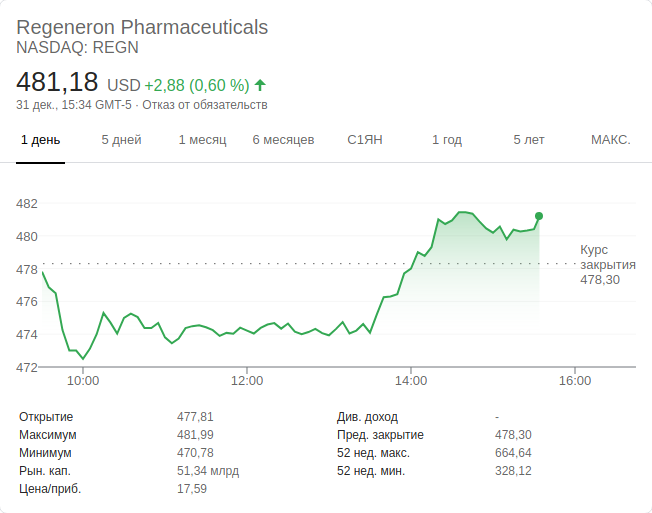 Regeneron Pharmaceuticals
NASDAQ: REGN
481,18 USD +2,88 (0,60 %)
31 дек., 15:34 GMT-5 · Отказ от обязательств
1 день 5 дней 1 месяц 6 месяцев С1ЯН 1 год 5 лет МАКС.
482
480
478
476
474
472
Курс
закрытия
478,30
10:00 12:00 14:00 16:00
Открытие 477,81 Див. доход -
Максимум 481,99 Пред. закрытие 478,30
Минимум 470,78 52 нед. макс. 664,64
Рын. кап. 51,34 млрд 52 нед. мин. 328,12
Цена/приб. 17,59